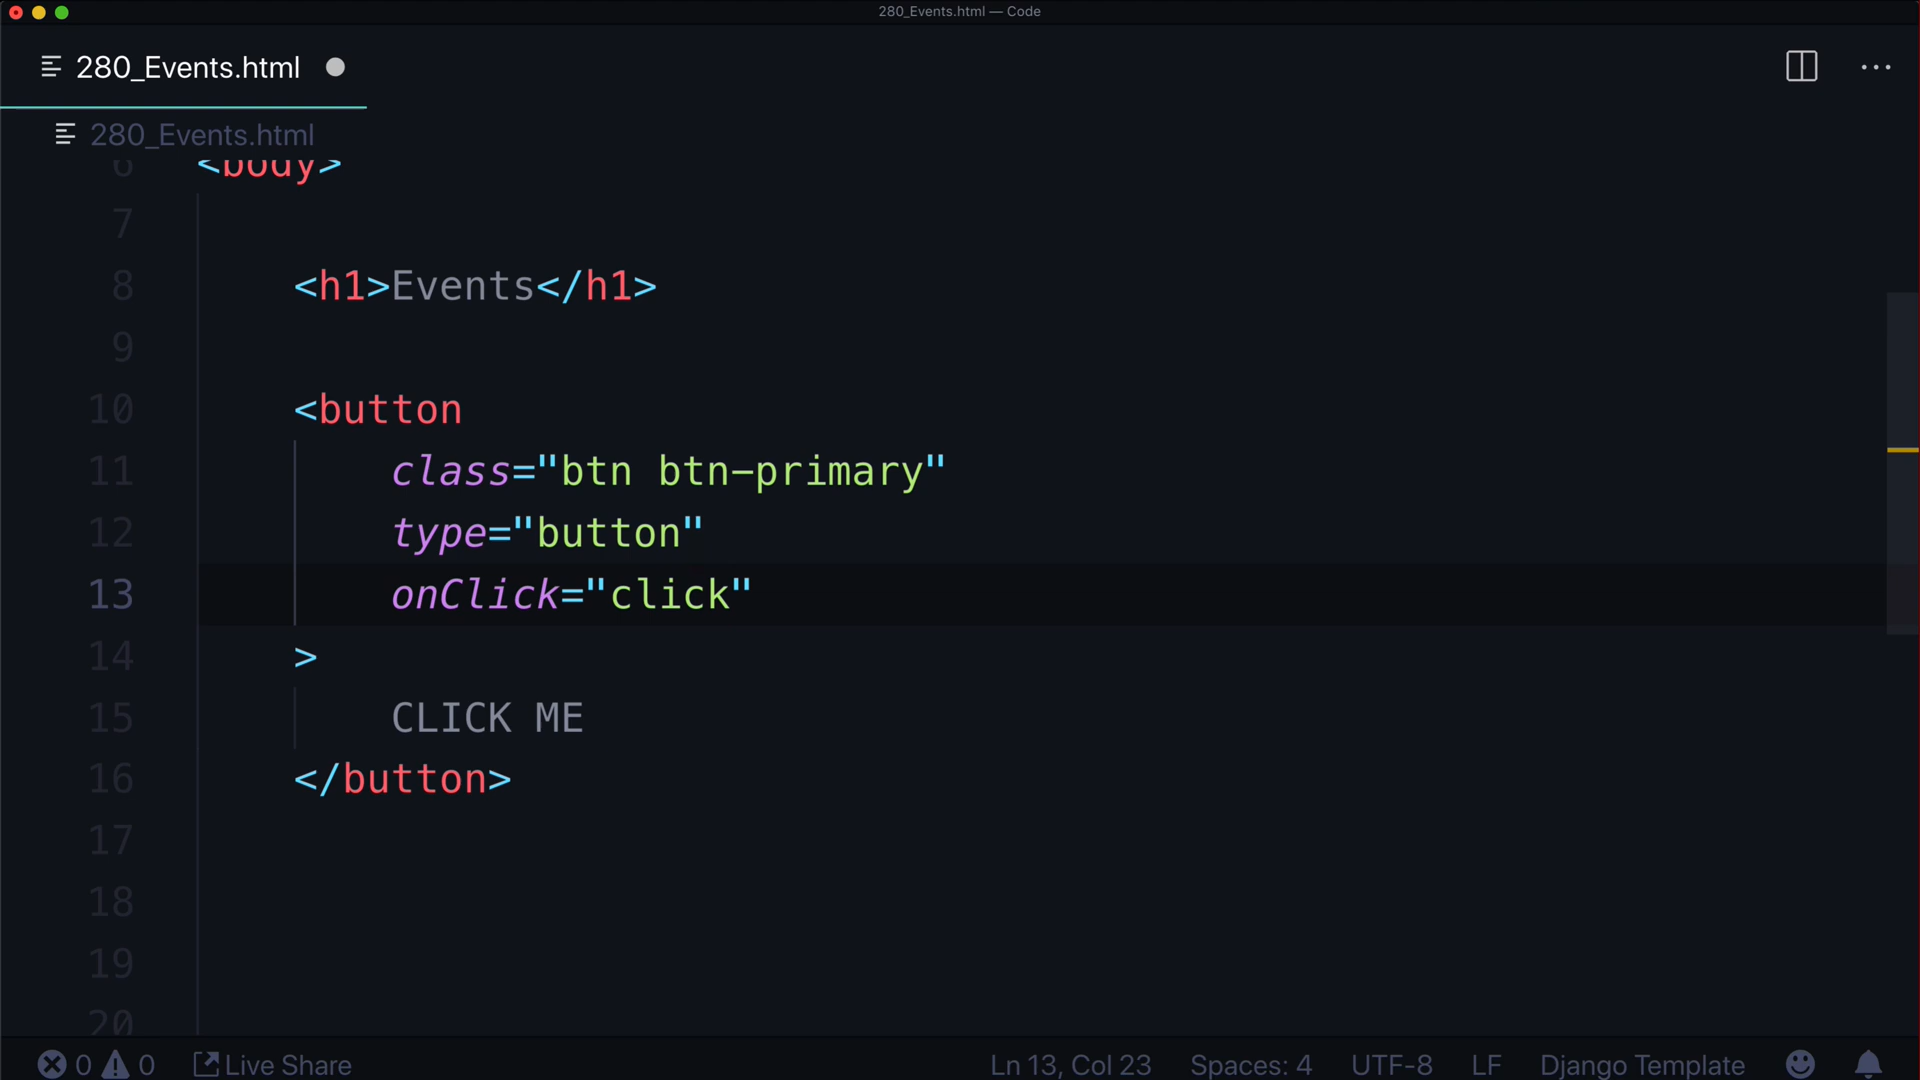 280_Events.html — Code
280_Events.html
280_Events.html
6 <body>
7
8 <h1>Events</h1>
9
10 <button
11 class="btn btn-primary"
12 type="button"
13 onClick="click"
14 >
15 CLICK ME
16 </button>
17
18
19
20
0 0 Live Share Ln 13, Col 23 Spaces: 4 UTF-8 LF Django Template